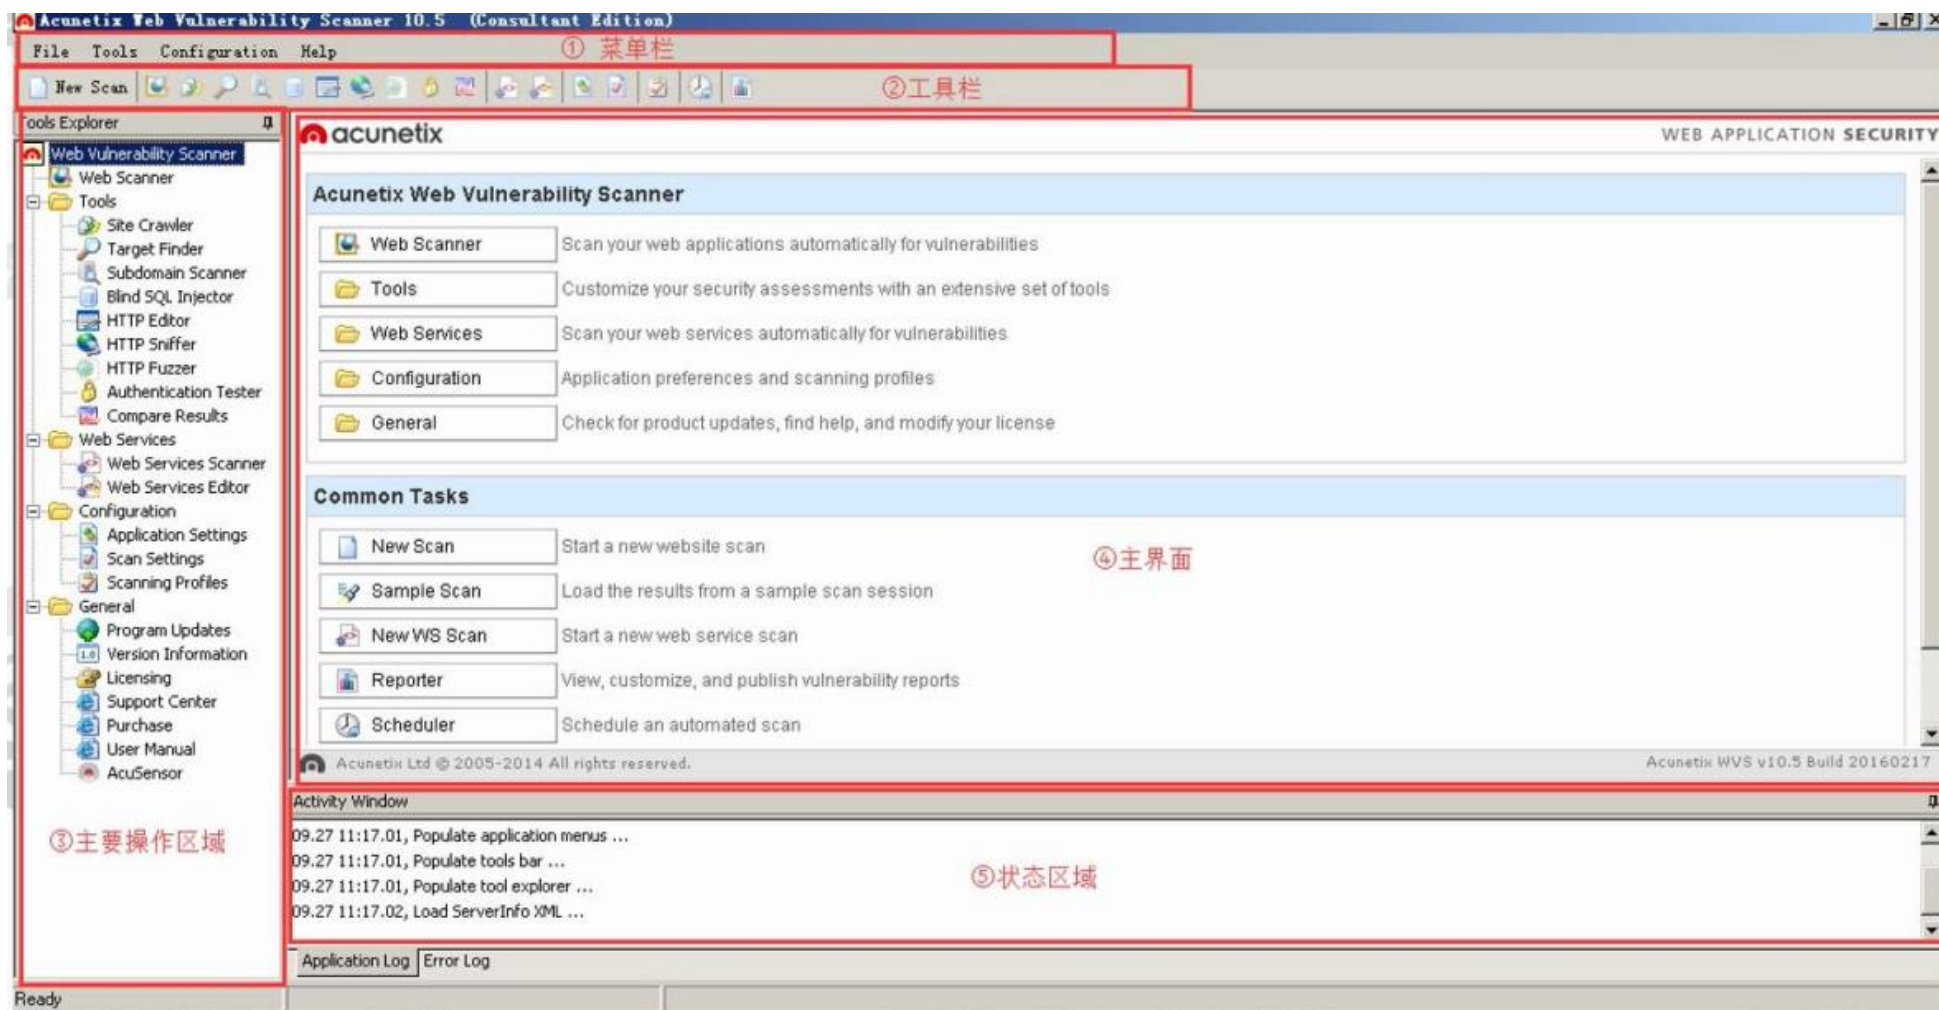 Acunetix Web Vulnerability Scanner 10.5 (Consultant Edition)
File Tools Configuration Help
① 菜单栏
New Scan
②工具栏
Tools Explorer
Web Vulnerability Scanner
Web Scanner
Tools
Site Crawler
Target Finder
Subdomain Scanner
Blind SQL Injector
HTTP Editor
HTTP Sniffer
HTTP Fuzzer
Authentication Tester
Compare Results
Web Services
Web Services Scanner
Web Services Editor
Configuration
Application Settings
Scan Settings
Scanning Profiles
General
Program Updates
1.0 Version Information
Licensing
Support Center
Purchase
User Manual
AcuSensor
③主要操作区域
acunetix
WEB APPLICATION SECURITY
Acunetix Web Vulnerability Scanner
Web Scanner Scan your web applications automatically for vulnerabilities
Tools Customize your security assessments with an extensive set of tools
Web Services Scan your web services automatically for vulnerabilities
Configuration Application preferences and scanning profiles
General Check for product updates, find help, and modify your license
Common Tasks
New Scan Start a new website scan
④主界面
Sample Scan Load the results from a sample scan session
New WS Scan Start a new web service scan
Reporter View, customize, and publish vulnerability reports
Scheduler Schedule an automated scan
Acunetix Ltd © 2005-2014 All rights reserved.
Acunetix WVS v10.5 Build 20160217
Activity Window
09.27 11:17.01, Populate application menus ...
09.27 11:17.01, Populate tools bar ...
09.27 11:17.01, Populate tool explorer ...
09.27 11:17.02, Load ServerInfo XML ...
⑤状态区域
Application Log Error Log
Ready